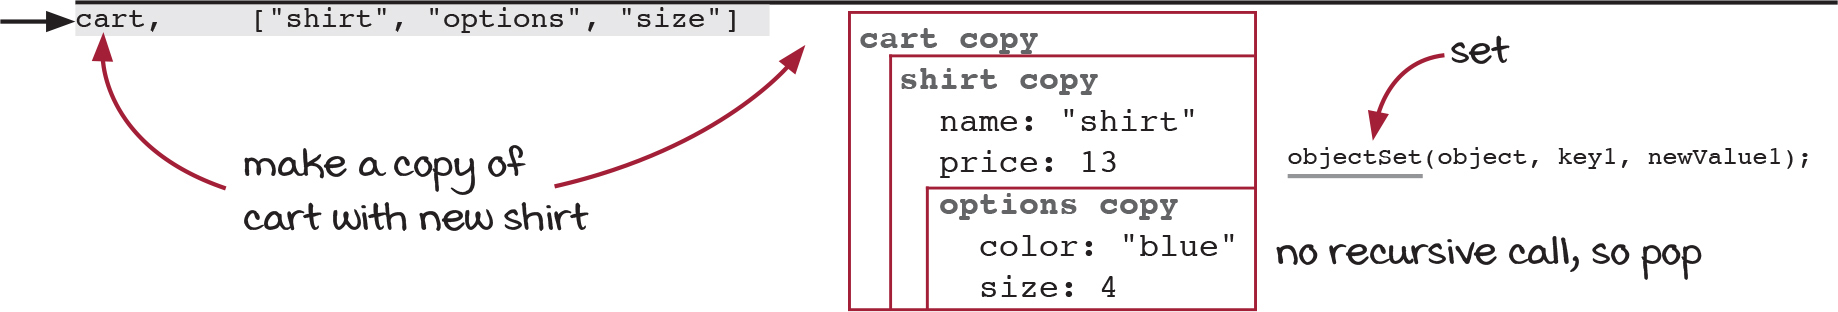 cart,      ["shirt", "options", "size"]
make a copy of
cart with new shirt
cart copy
shirt copy
name: "shirt"
price: 13
options copy
color: "blue"
size: 4
set
objectSet(object, key1, newValue1);
no recursive call, so pop